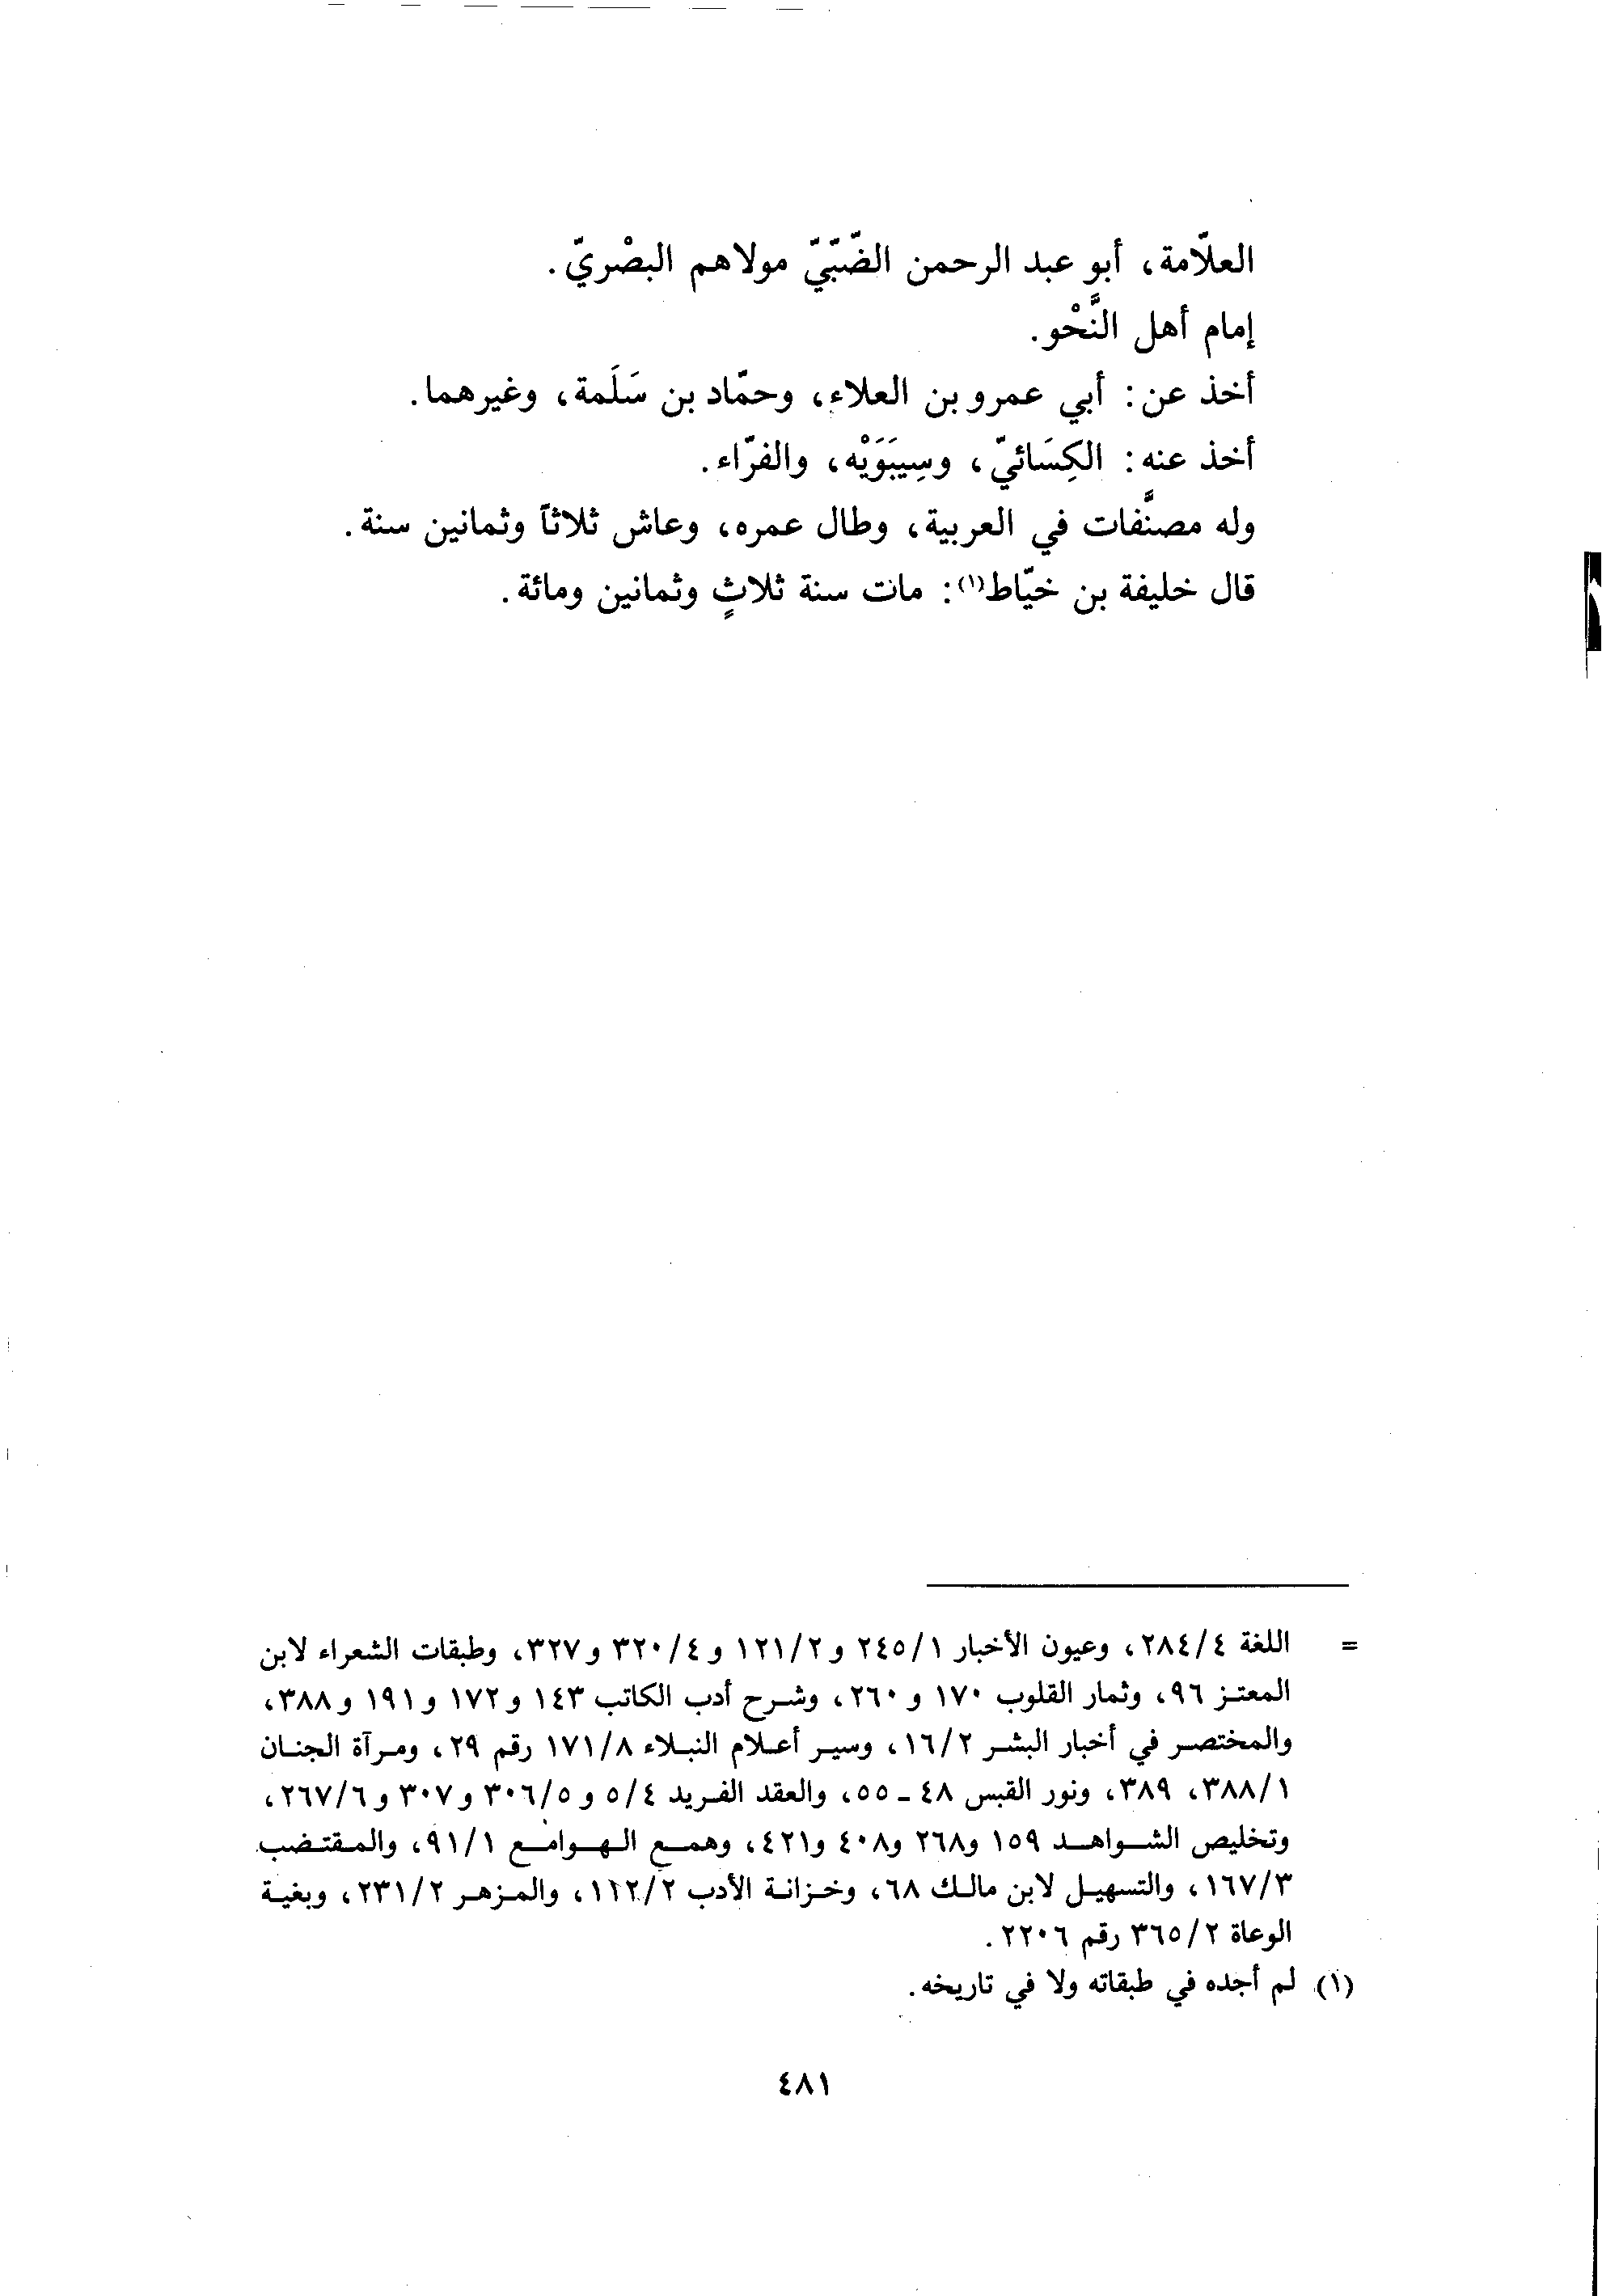 العلّامة، أبو عبد الرحمن الضّبّيّ مولاهم البصْريّ.
إمام أهل النَّحْو.
أخذ عن: أبي عمرو بن العلاء، وحمّاد بن سَلَمة، وغيرهما.
أخذ عنه: الكِسَائيّ، وسِيبَوَيْه، والفرّاء.
وله مصنَّفات في العربية، وطال عمره، وعاش ثلاثاً وثمانين سنة.
قال خليفة بن خيّاط(١): مات سنة ثلاثٍ وثمانين ومائة.
= اللغة ٢٨٤/٤، وعيون الأخبار ٢٤٥/١ و ١٢١/٢ و ٣٢٠/٤ و٣٢٧، وطبقات الشعراء لابن
المعتز ٩٦، وثمار القلوب ١٧٠ و ٢٦٠، وشرح أدب الكاتب ١٤٣ و١٧٢ و١٩١ و٣٨٨،
والمختصر في أخبار البشر ١٦/٢، وسير أعلام النبلاء ١٧١/٨ رقم ٢٩، ومرآة الجنان
٣٨٨/١، ٣٨٩، ونور القبس ٤٨ ـ ٥٥، والعقد الفريد ٥/٤ و ٣٠٦/٥ و٣٠٧ و٢٦٧/٦،
وتخليص الشواهد ١٥٩ و٢٦٨ و٤٠٨ و٤٢١، وهمع الهوامع ٩١/١، والمقتضب
١٦٧/٣، والتسهيل لابن مالك ٦٨، وخزانة الأدب ١١٢/٢، والمزهر ٢٣١/٢، وبغية
الوعاة ٣٦٥/٢ رقم ٢٢٠٦.
(١) لم أجده في طبقاته ولا في تاريخه.
٤٨١